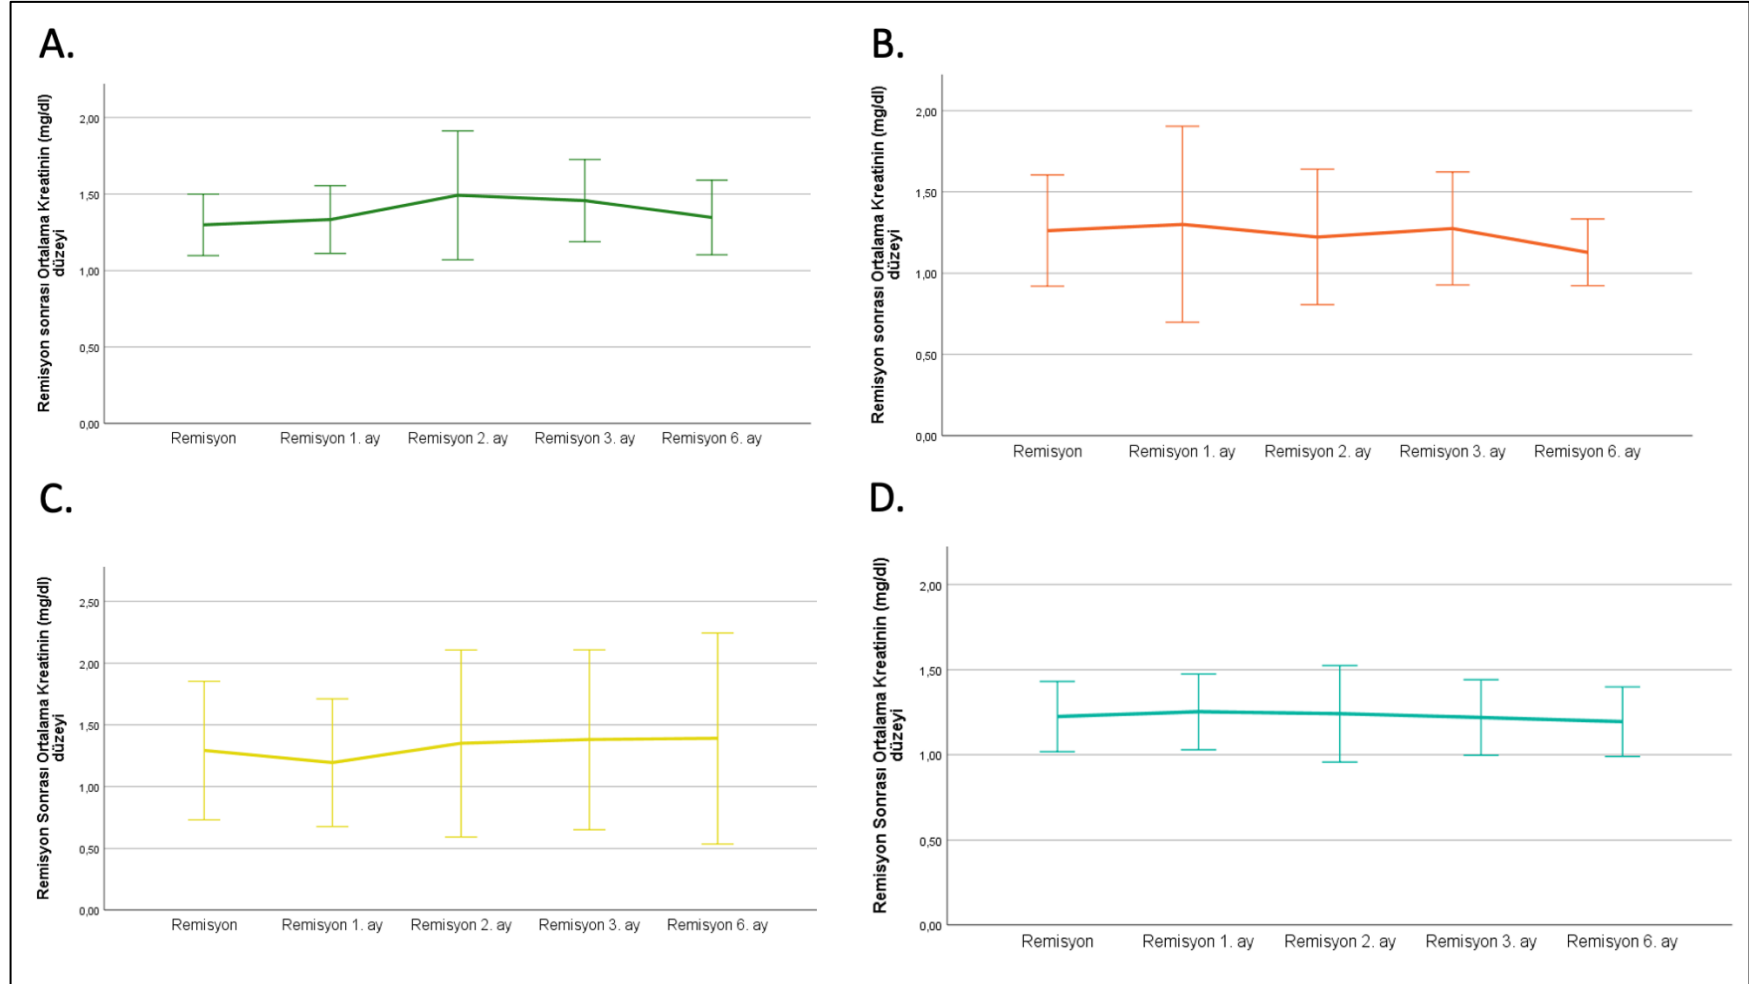 A.
Remisyon sonrası Ortalama Kreatinin (mg/dl)
düzeyi
2,00
1,50
1,00
0,50
0,00
Remisyon Remisyon 1. ay Remisyon 2. ay Remisyon 3. ay Remisyon 6. ay
B.
Remisyon sonrası Ortalama Kreatinin (mg/dl)
düzeyi
2,00
1,50
1,00
0,50
0,00
Remisyon Remisyon 1. ay Remisyon 2. ay Remisyon 3. ay Remisyon 6. ay
C.
Remisyon Sonrası Ortalama Kreatinin (mg/dl)
düzeyi
2,50
2,00
1,50
1,00
0,50
0,00
Remisyon Remisyon 1. ay Remisyon 2. ay Remisyon 3. ay Remisyon 6. ay
D.
Remisyon Sonrası Ortalama Kreatinin (mg/dl)
düzeyi
2,00
1,50
1,00
0,50
0,00
Remisyon Remisyon 1. ay Remisyon 2. ay Remisyon 3. ay Remisyon 6. ay